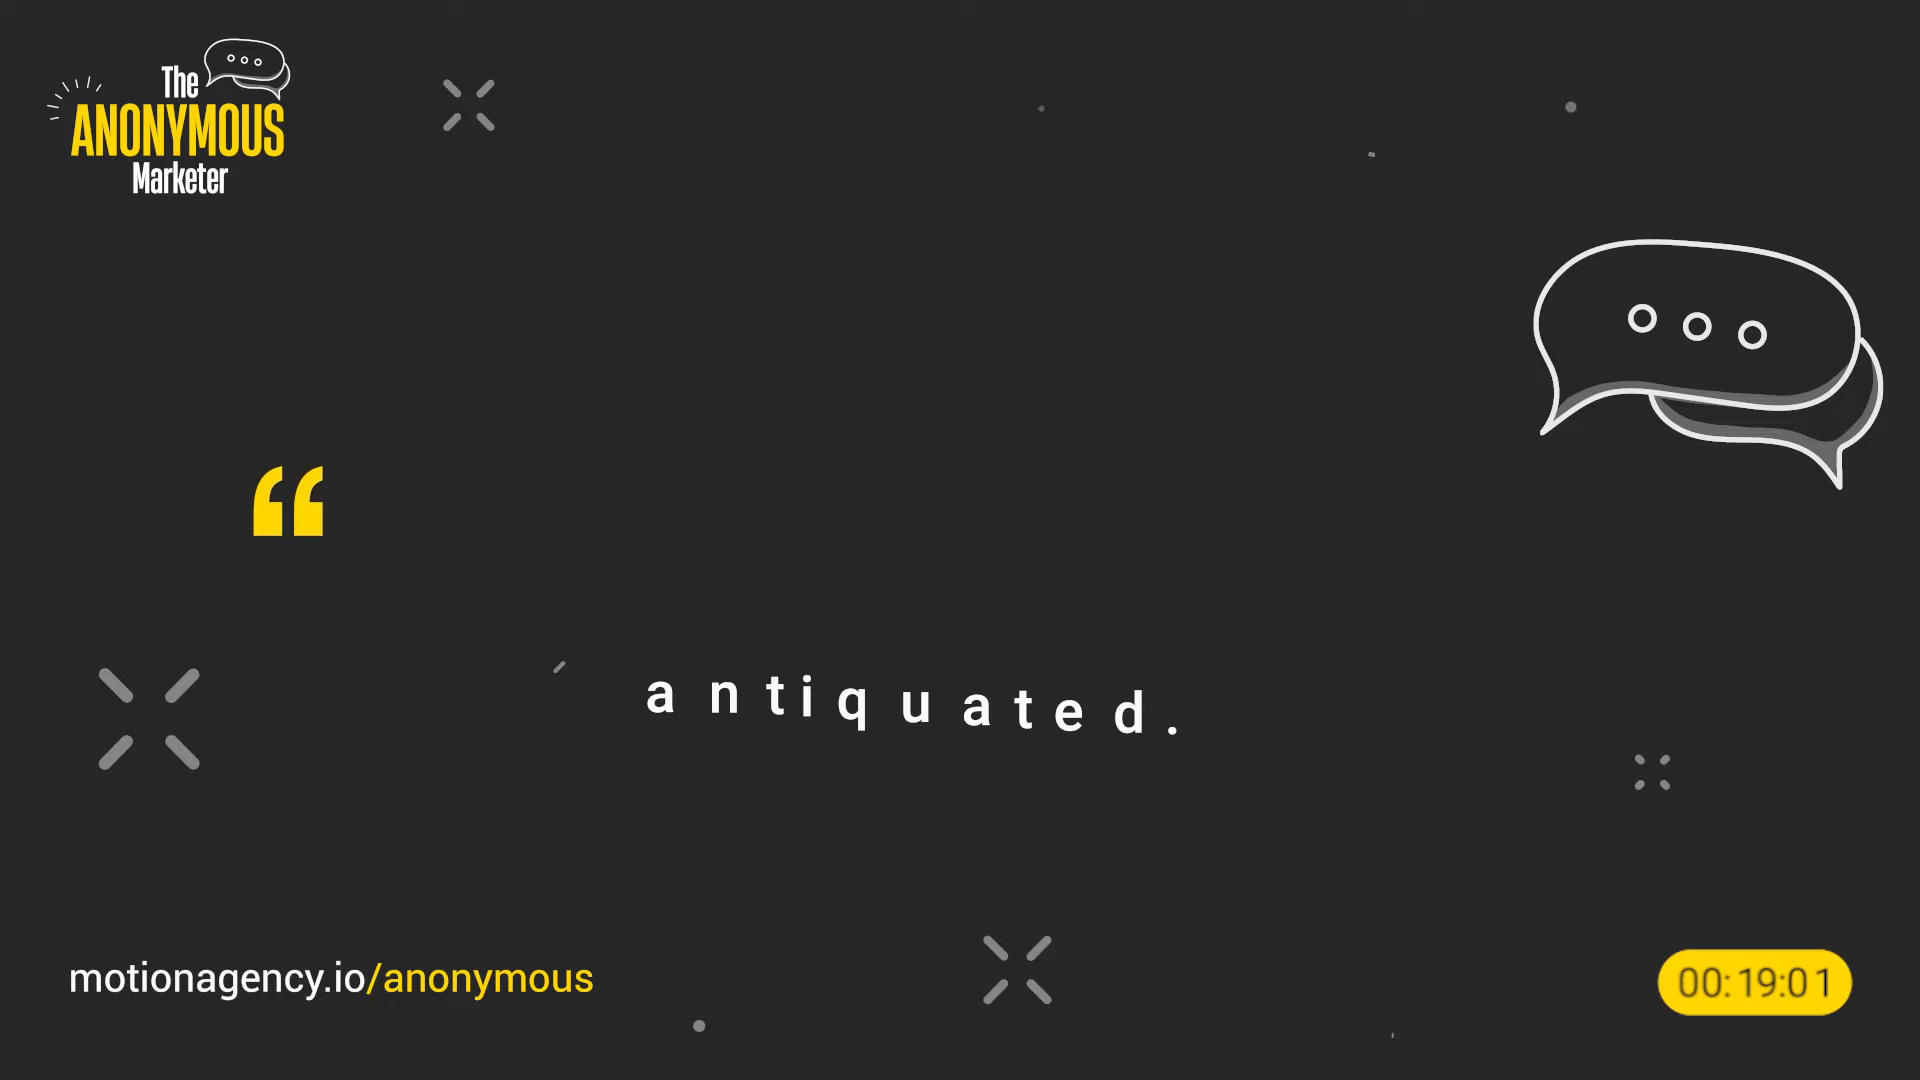 The
ANONYMOUS
Marketer
“
antiquated.
motionagency.io/anonymous
00:19:01